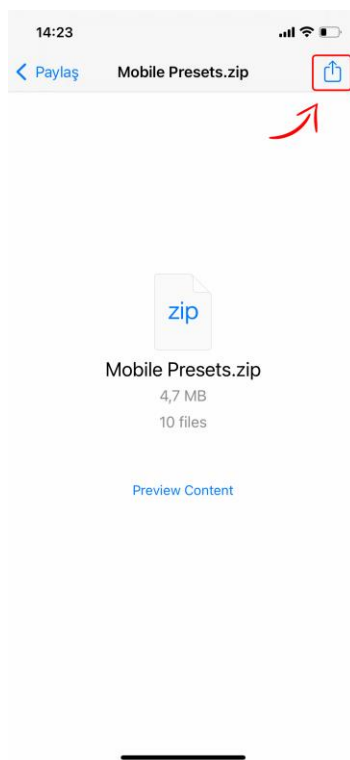 14:23
Paylaş
Mobile Presets.zip
zip
Mobile Presets.zip
4,7 MB
10 files
Preview Content